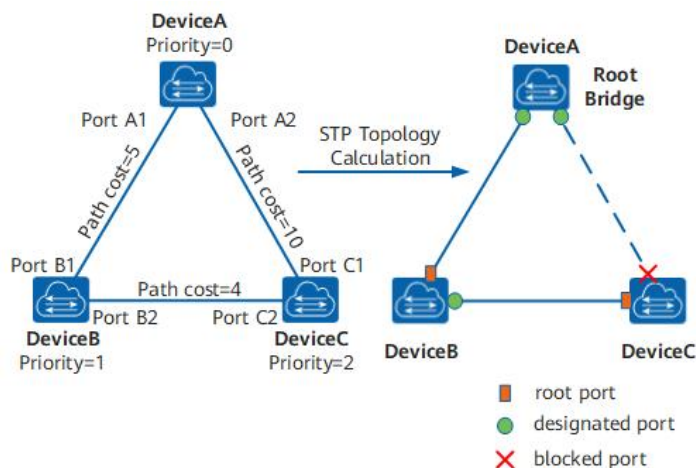 DeviceA
Priority=0
Port A1
Port A2
Path cost=5
Path cost=10
Port B1
Port C1
Path cost=4
Port B2
Port C2
DeviceB
Priority=1
DeviceC
Priority=2
STP Topology
Calculation
DeviceA
Root
Bridge
DeviceB
DeviceC
root port
designated port
blocked port